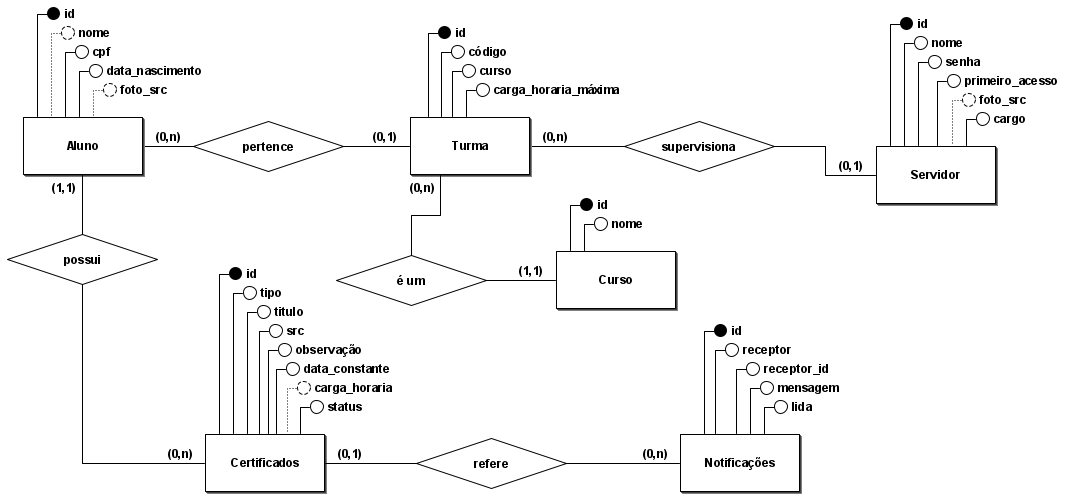 id
nome
cpf
data_nascimento
foto_src
Aluno
(0,n)
pertence
(0,1)
id
código
curso
carga_horaria_máxima
Turma
(0,n)
supervisiona
(0,1)
id
nome
senha
primeiro_acesso
foto_src
cargo
Servidor
(1,1)
possui
(0,n)
é um
(1,1)
id
nome
Curso
id
tipo
titulo
src
observação
data_constante
carga_horaria
status
(0,n)
Certificados
(0,1)
refere
(0,n)
id
receptor
receptor_id
mensagem
lida
Notificações